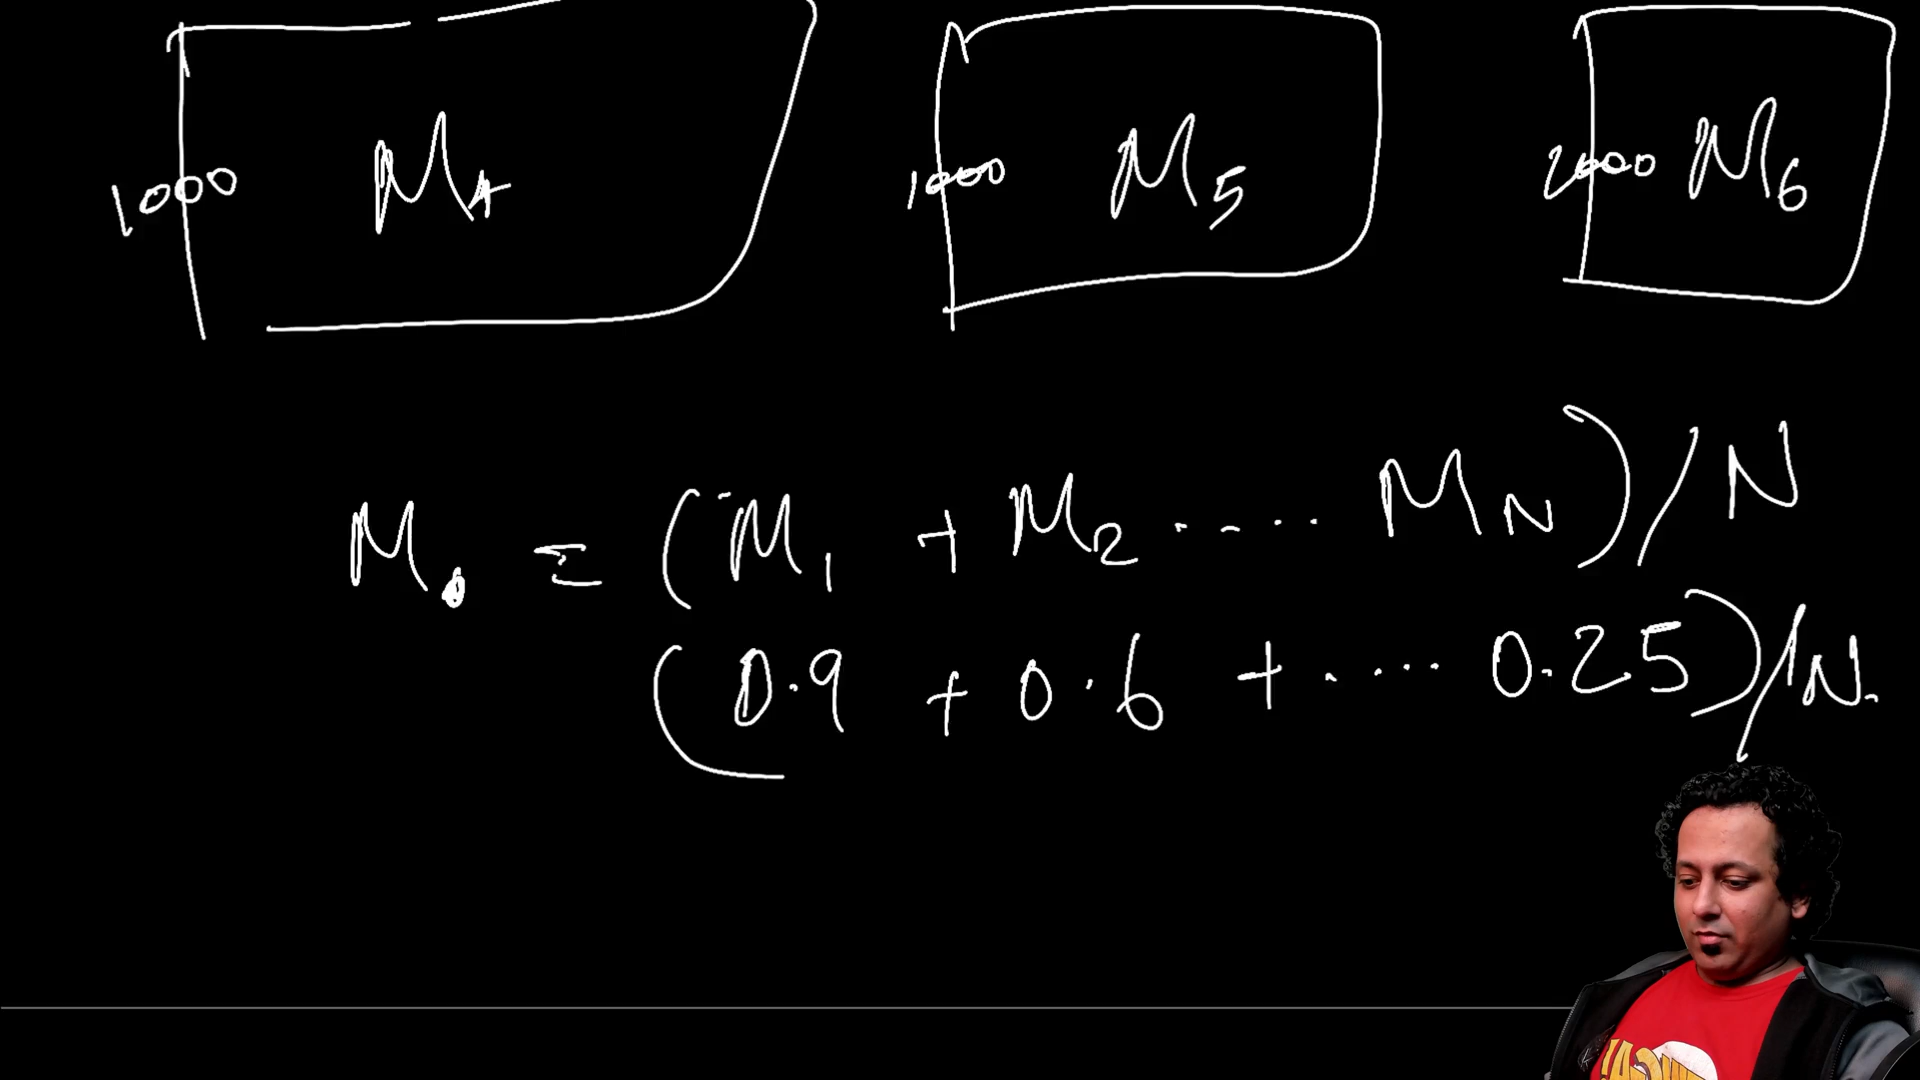 1000 M4 1000 M5 2000 M6
M0 = (M1 + M2 ..... MN) / N
(0.9 + 0.6 + .... 0.25) / N.